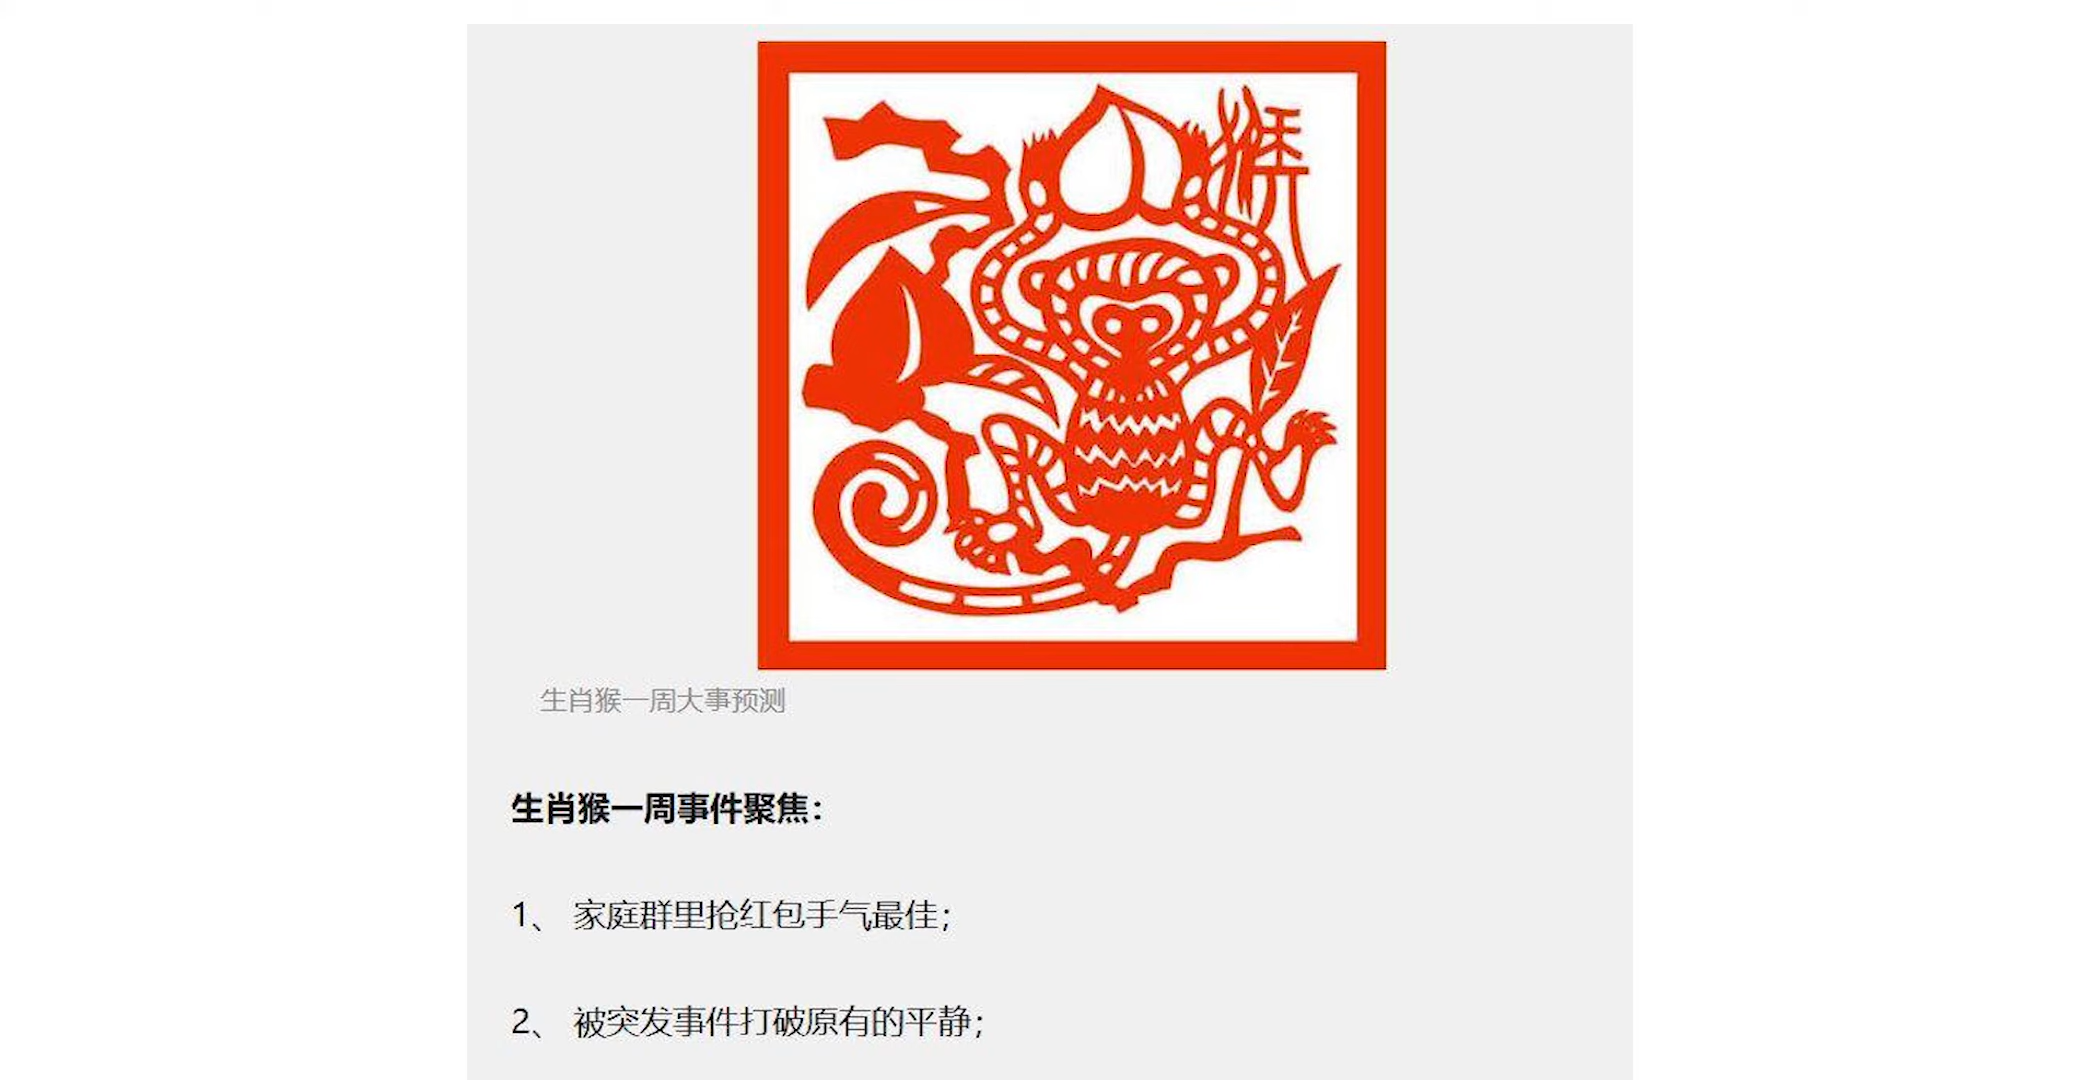 猴
生肖猴一周大事预测
生肖猴一周事件聚焦：
1、 家庭群里抢红包手气最佳；
2、 被突发事件打破原有的平静；